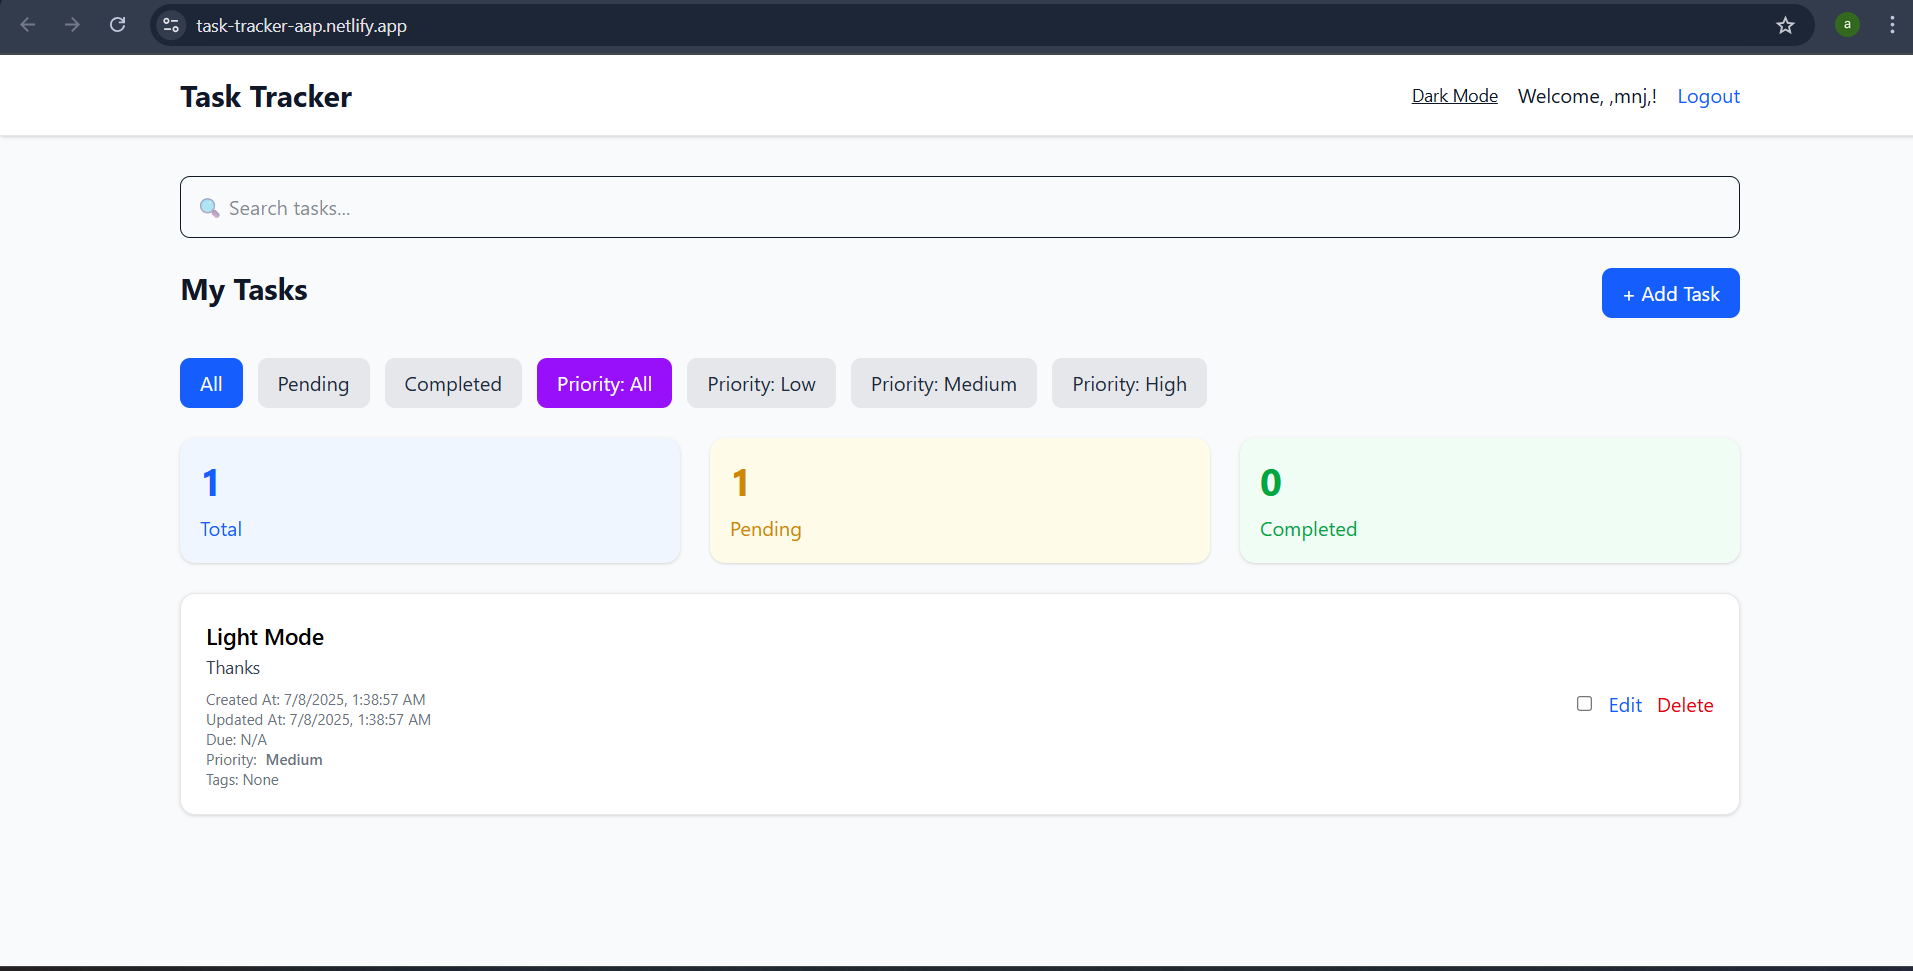 task-tracker-aap.netlify.app
a
Task Tracker
Dark Mode Welcome, ,mnj,! Logout
Search tasks...
My Tasks
+ Add Task
All Pending Completed Priority: All Priority: Low Priority: Medium Priority: High
1
Total
1
Pending
0
Completed
Light Mode
Thanks
Created At: 7/8/2025, 1:38:57 AM
Updated At: 7/8/2025, 1:38:57 AM
Due: N/A
Priority: Medium
Tags: None
Edit Delete